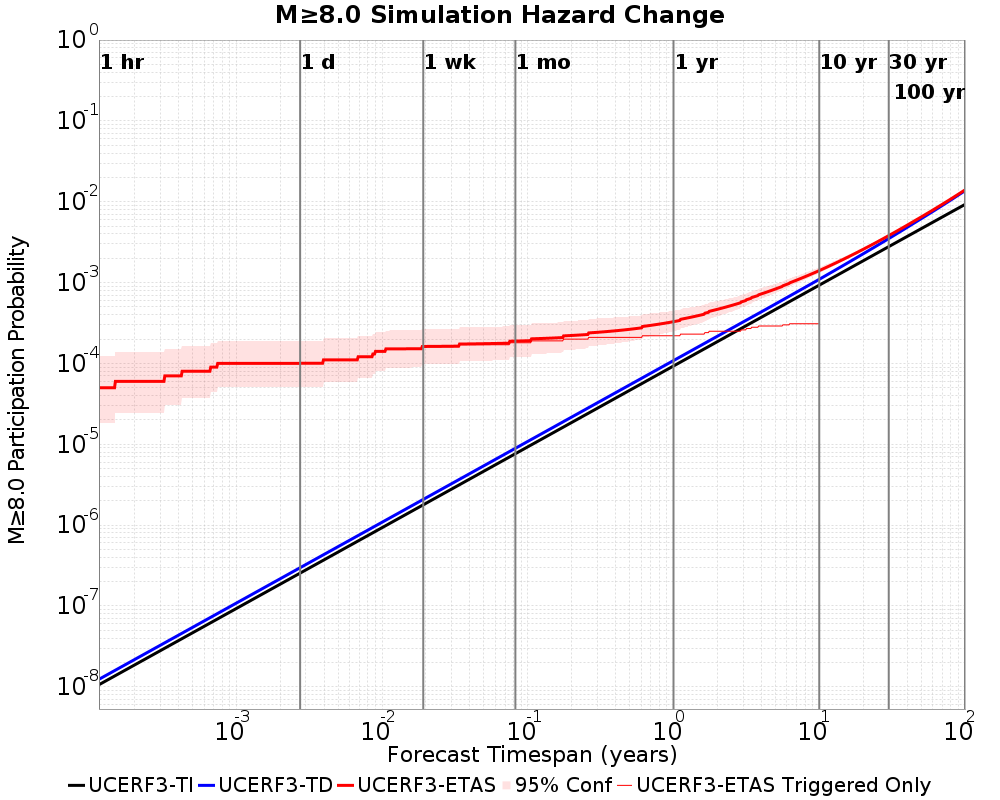 M≥8.0 Simulation Hazard Change
10^0
10^-1
10^-2
10^-3
10^-4
10^-5
10^-6
10^-7
10^-8
M≥8.0 Participation Probability
1 hr
1 d
1 wk
1 mo
1 yr
10 yr
30 yr
100 yr
10^-3
10^-2
10^-1
10^0
10^1
10^2
Forecast Timespan (years)
UCERF3-TI UCERF3-TD UCERF3-ETAS 95% Conf UCERF3-ETAS Triggered Only